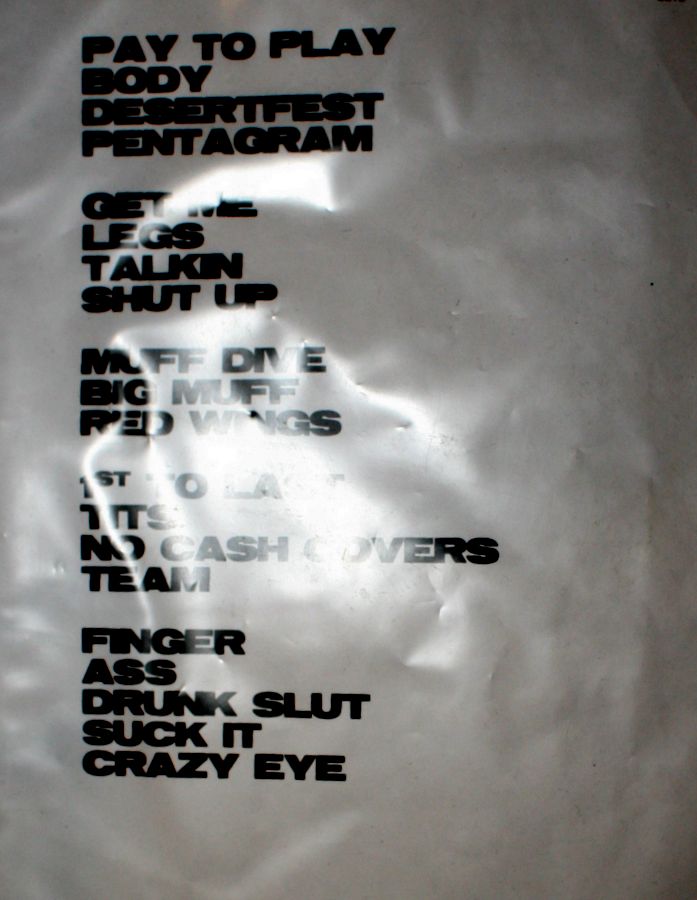 PAY TO PLAY
BODY
DESERTFEST
PENTAGRAM
GET ME
LEGS
TALKIN
SHUT UP
MUFF DIVE
BIG MUFF
RED WINGS
1ST TO LAST
TITS
NO CASH COVERS
TEAM
FINGER
ASS
DRUNK SLUT
SUCK IT
CRAZY EYE